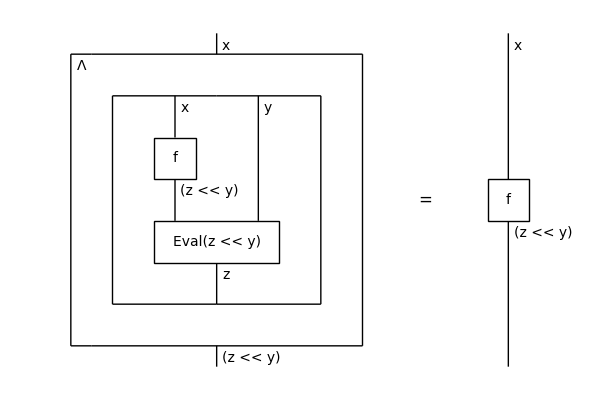 x
Λ
x
y
f
(z << y)
Eval(z << y)
z
(z << y)
=
x
f
(z << y)